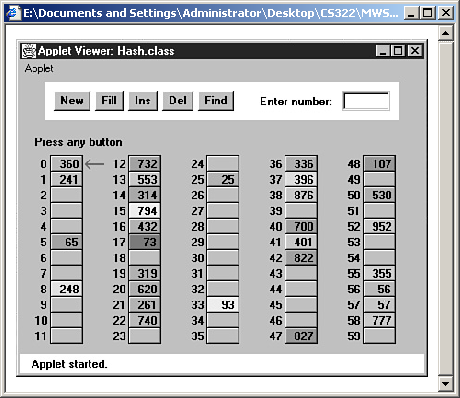 E:\Documents and Settings\Administrator\Desktop\CS322\MWS...
Applet Viewer: Hash.class
Applet
New Fill Ins Del Find Enter number:
Press any button
0 360 12 732 24 36 336 48 107
1 241 13 553 25 25 37 396 49
2 14 314 26 38 876 50 530
3 15 794 27 39 51
4 16 432 28 40 700 52 952
5 65 17 73 29 41 401 53
6 18 30 42 822 54
7 19 319 31 43 55 355
8 248 20 620 32 44 56 56
9 21 261 33 93 45 57 57
10 22 740 34 46 58 777
11 23 35 47 827 59
Applet started.